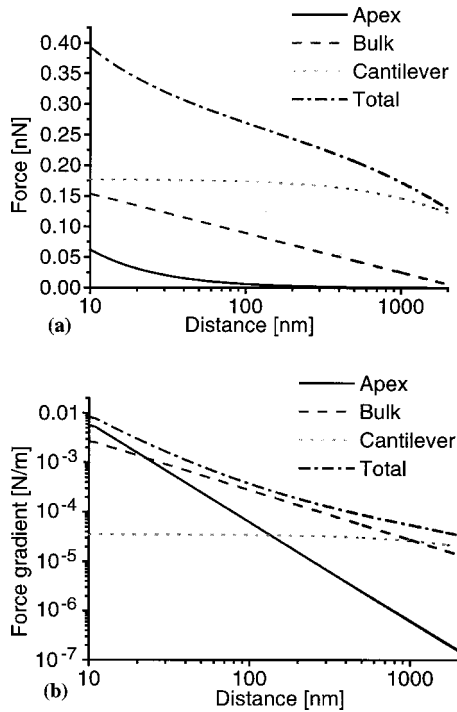 Apex
Bulk
Cantilever
Total
0.40
0.35
0.30
0.25
0.20
0.15
0.10
0.05
0.00
Force [nN]
10
100
1000
(a)
Distance [nm]
Apex
Bulk
Cantilever
Total
0.01
10⁻³
10⁻⁴
10⁻⁵
10⁻⁶
10⁻⁷
Force gradient [N/m]
10
100
1000
(b)
Distance [nm]